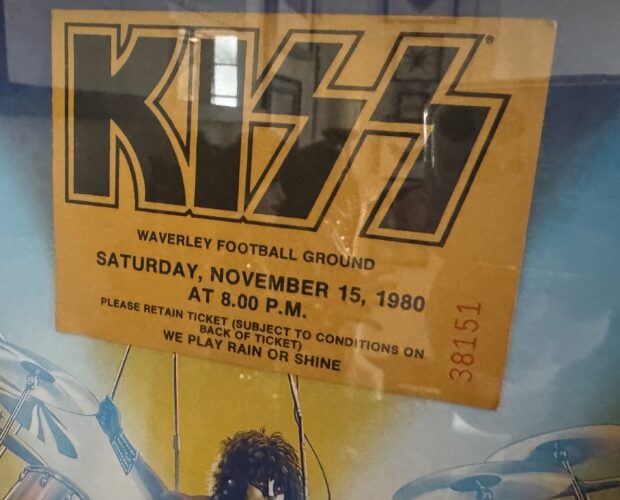 KISS
WAVERLEY FOOTBALL GROUND
SATURDAY, NOVEMBER 15, 1980
AT 8.00 P.M.
PLEASE RETAIN TICKET (SUBJECT TO CONDITIONS ON
BACK OF TICKET)
WE PLAY RAIN OR SHINE
38151